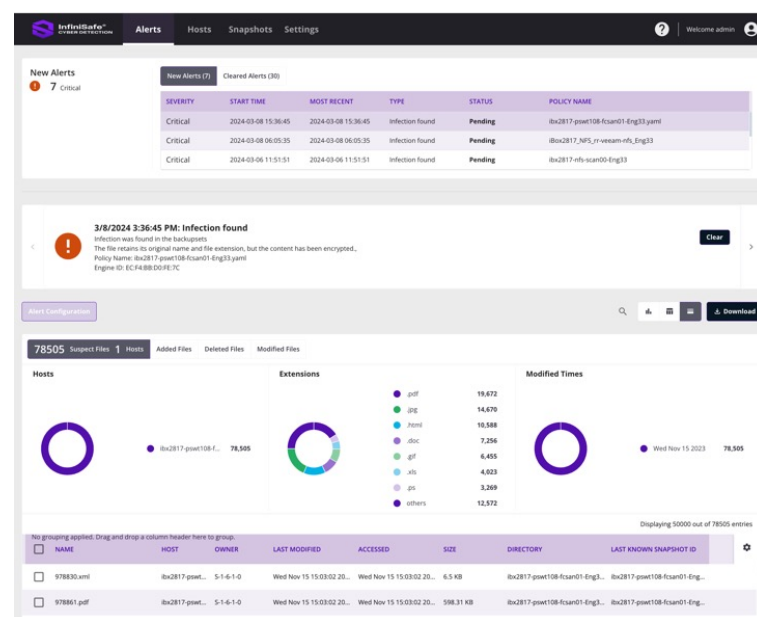 InfiniSafe®
CYBER DETECTION
Alerts Hosts Snapshots Settings
Welcome admin
New Alerts
7 Critical
New Alerts (7) Cleared Alerts (30)
SEVERITY START TIME MOST RECENT TYPE STATUS POLICY NAME
Critical 2024-03-08 15:36:45 2024-03-08 15:36:45 Infection found Pending ibx2817-pswt108-fcsan01-Eng33.yaml
Critical 2024-03-08 06:05:35 2024-03-08 06:05:35 Infection found Pending iBox2817_NFS_rr-veeam-nfs_Eng33
Critical 2024-03-06 11:51:51 2024-03-06 11:51:51 Infection found Pending ibx2817-nfs-scan00-Eng33
3/8/2024 3:36:45 PM: Infection found
Infection was found in the backupsets
The file retains its original name and file extension, but the content has been encrypted.,
Policy Name: ibx2817-pswt108-fcsan01-Eng33.yaml
Engine ID: EC:F4:BB:D0:FE:7C
Clear
Alert Configuration
Download
78505 Suspect Files 1 Hosts Added Files Deleted Files Modified Files
Hosts
ibx2817-pswt108-f... 78,505
Extensions
.pdf 19,672
.jpg 14,670
.html 10,588
.doc 7,256
.gif 6,455
.xls 4,023
.ps 3,269
others 12,572
Modified Times
Wed Nov 15 2023 78,505
Displaying 50000 out of 78505 entries
No grouping applied. Drag and drop a column header here to group.
NAME HOST OWNER LAST MODIFIED ACCESSED SIZE DIRECTORY LAST KNOWN SNAPSHOT ID
978830.xml ibx2817-pswt... S-1-6-1-0 Wed Nov 15 15:03:02 20... Wed Nov 15 15:03:02 20... 6.5 KB ibx2817-pswt108-fcsan01-Eng3... ibx2817-pswt108-fcsan01-Eng...
978861.pdf ibx2817-pswt... S-1-6-1-0 Wed Nov 15 15:03:02 20... Wed Nov 15 15:03:02 20... 598.31 KB ibx2817-pswt108-fcsan01-Eng3... ibx2817-pswt108-fcsan01-Eng...